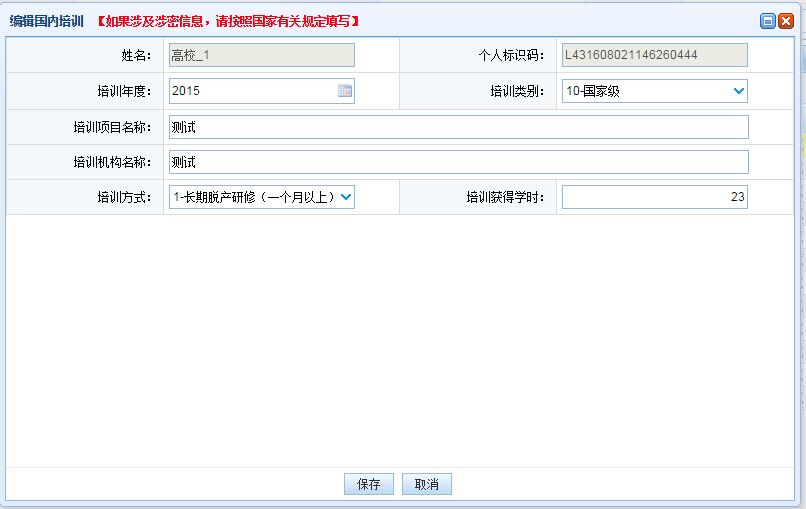 编辑国内培训 【如果涉及涉密信息，请按照国家有关规定填写】
姓名： 高校_1 个人标识码： L431608021146260444
培训年度： 2015 培训类别： 10-国家级
培训项目名称： 测试
培训机构名称： 测试
培训方式： 1-长期脱产研修（一个月以上） 培训获得学时： 23
保存 取消